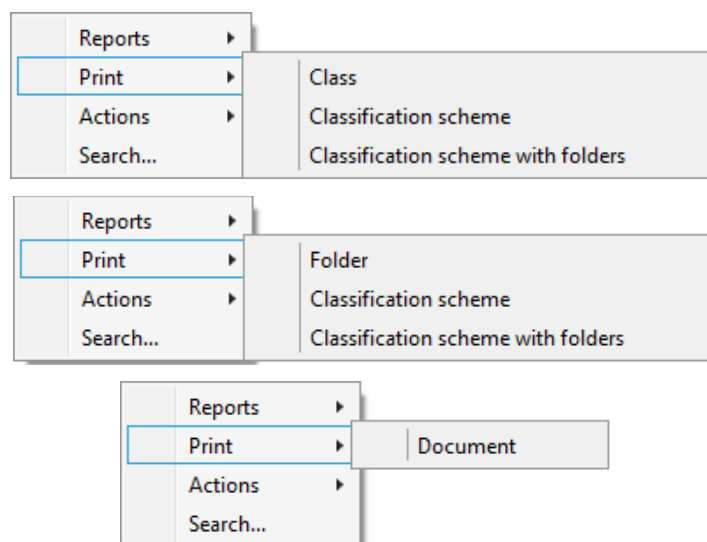 Reports
Print
Class
Actions
Classification scheme
Search...
Classification scheme with folders
Reports
Print
Folder
Actions
Classification scheme
Search...
Classification scheme with folders
Reports
Print
Document
Actions
Search...